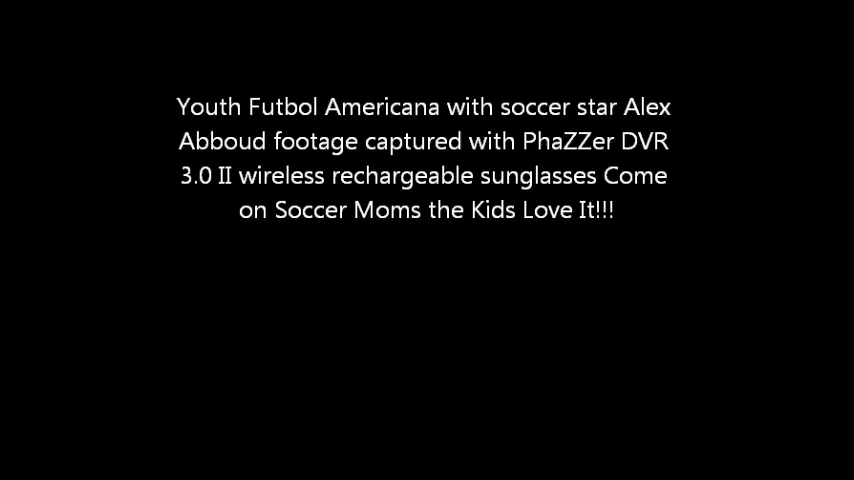 Youth Futbol Americana with soccer star Alex
Abboud footage captured with PhaZZer DVR
3.0 II wireless rechargeable sunglasses Come
on Soccer Moms the Kids Love It!!!